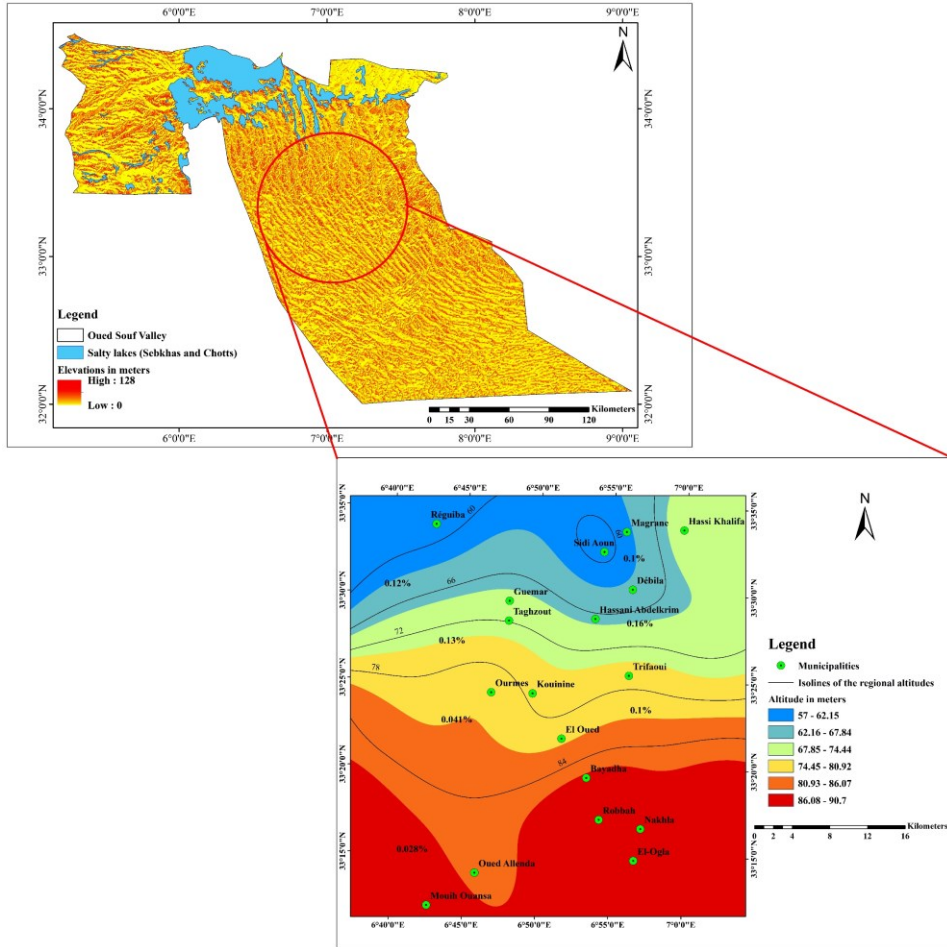 6°0'0"E 7°0'0"E 8°0'0"E 9°0'0"E
N
34°0'0"N 34°0'0"N
33°0'0"N 33°0'0"N
32°0'0"N 32°0'0"N
Legend
Oued Souf Valley
Salty lakes (Sebkhas and Chotts)
Elevations in meters
High : 128
Low : 0
Kilometers
0 15 30 60 90 120
6°0'0"E 7°0'0"E 8°0'0"E 9°0'0"E
6°40'0"E 6°45'0"E 6°50'0"E 6°55'0"E 7°0'0"E
33°35'0"N 33°35'0"N
N
Réguiba
60
Magrane
Hassi Khalifa
Sidi Aoun
60
0.1%
0.12%
66
Débila
33°30'0"N 33°30'0"N
Guemar
Taghzout
Hassani Abdelkrim
0.16%
72
0.13%
78
Trifaoui
33°25'0"N 33°25'0"N
Ourmes
Kouinine
0.041%
0.1%
El Oued
84
Bayadha
33°20'0"N 33°20'0"N
Robbah
Nakhla
0.028%
El-Ogla
33°15'0"N 33°15'0"N
Oued Allenda
Mouih Ouansa
6°40'0"E 6°45'0"E 6°50'0"E 6°55'0"E 7°0'0"E
Legend
Municipalities
Isolines of the regional altitudes
Altitude in meters
57 - 62.15
62.16 - 67.84
67.85 - 74.44
74.45 - 80.92
80.93 - 86.07
86.08 - 90.7
Kilometers
0 2 4 8 12 16